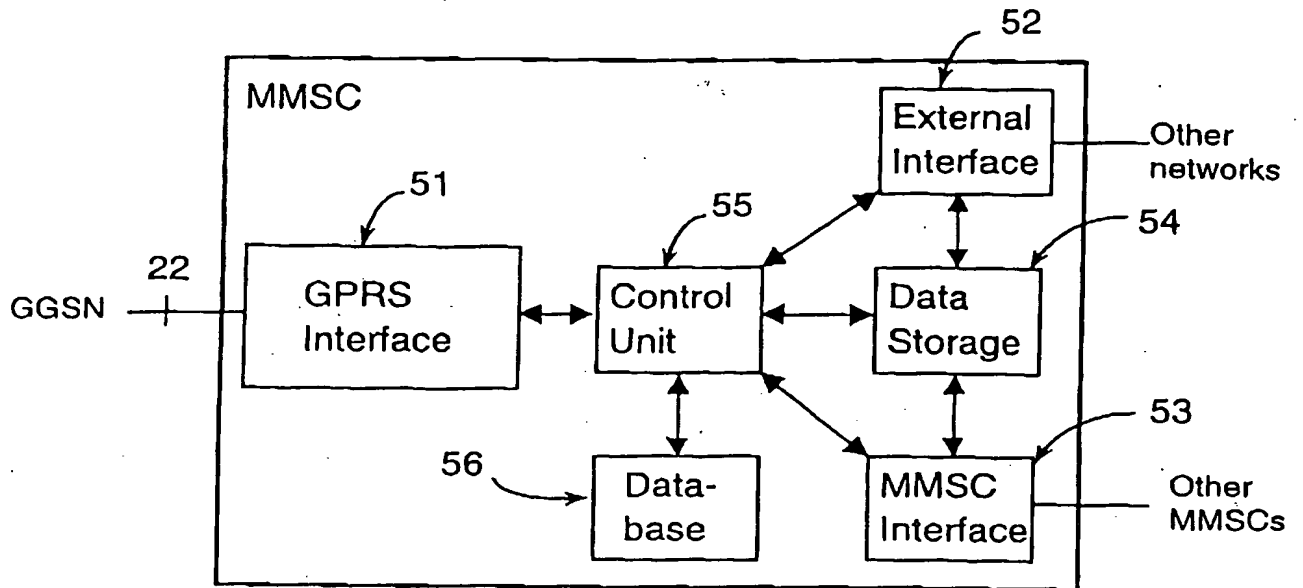 52
MMSC
External
Interface
Other
networks
51
55
54
22
GGSN
GPRS
Interface
Control
Unit
Data
Storage
53
56
Data-
base
MMSC
Interface
Other
MMSCs